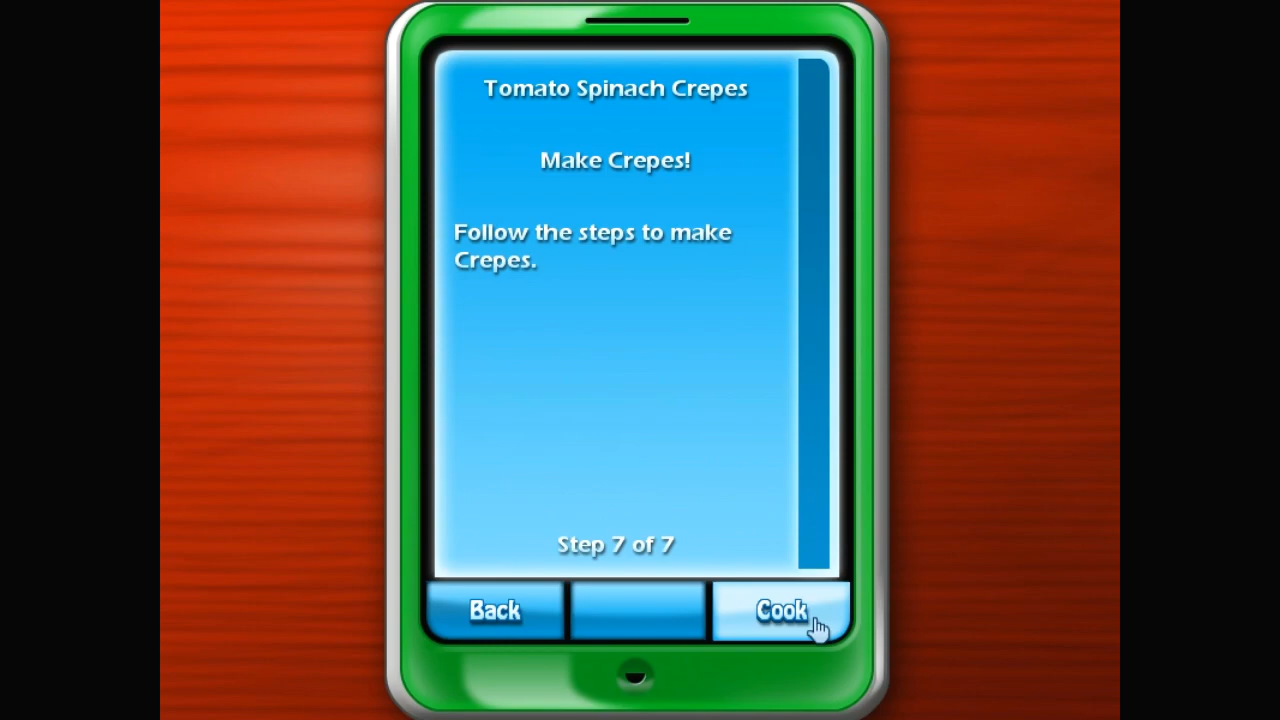 Tomato Spinach Crepes
Make Crepes!
Follow the steps to make
Crepes.
Step 7 of 7
Back
Cook